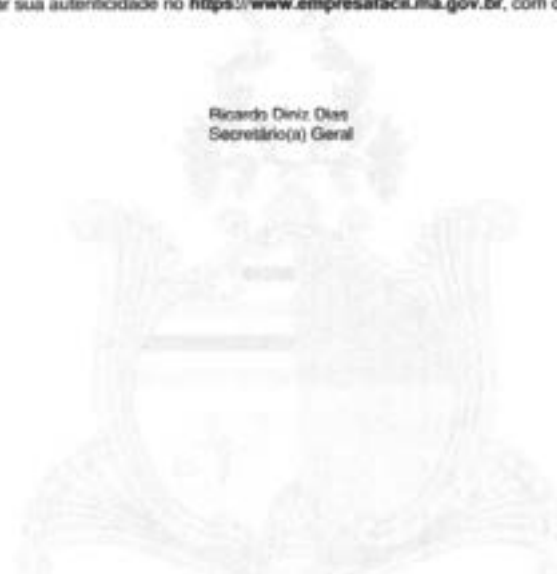 r sua autenticidade no https://www.empresafacil.ma.gov.br, com o
Ricardo Diniz Dias
Secretário(a) Geral